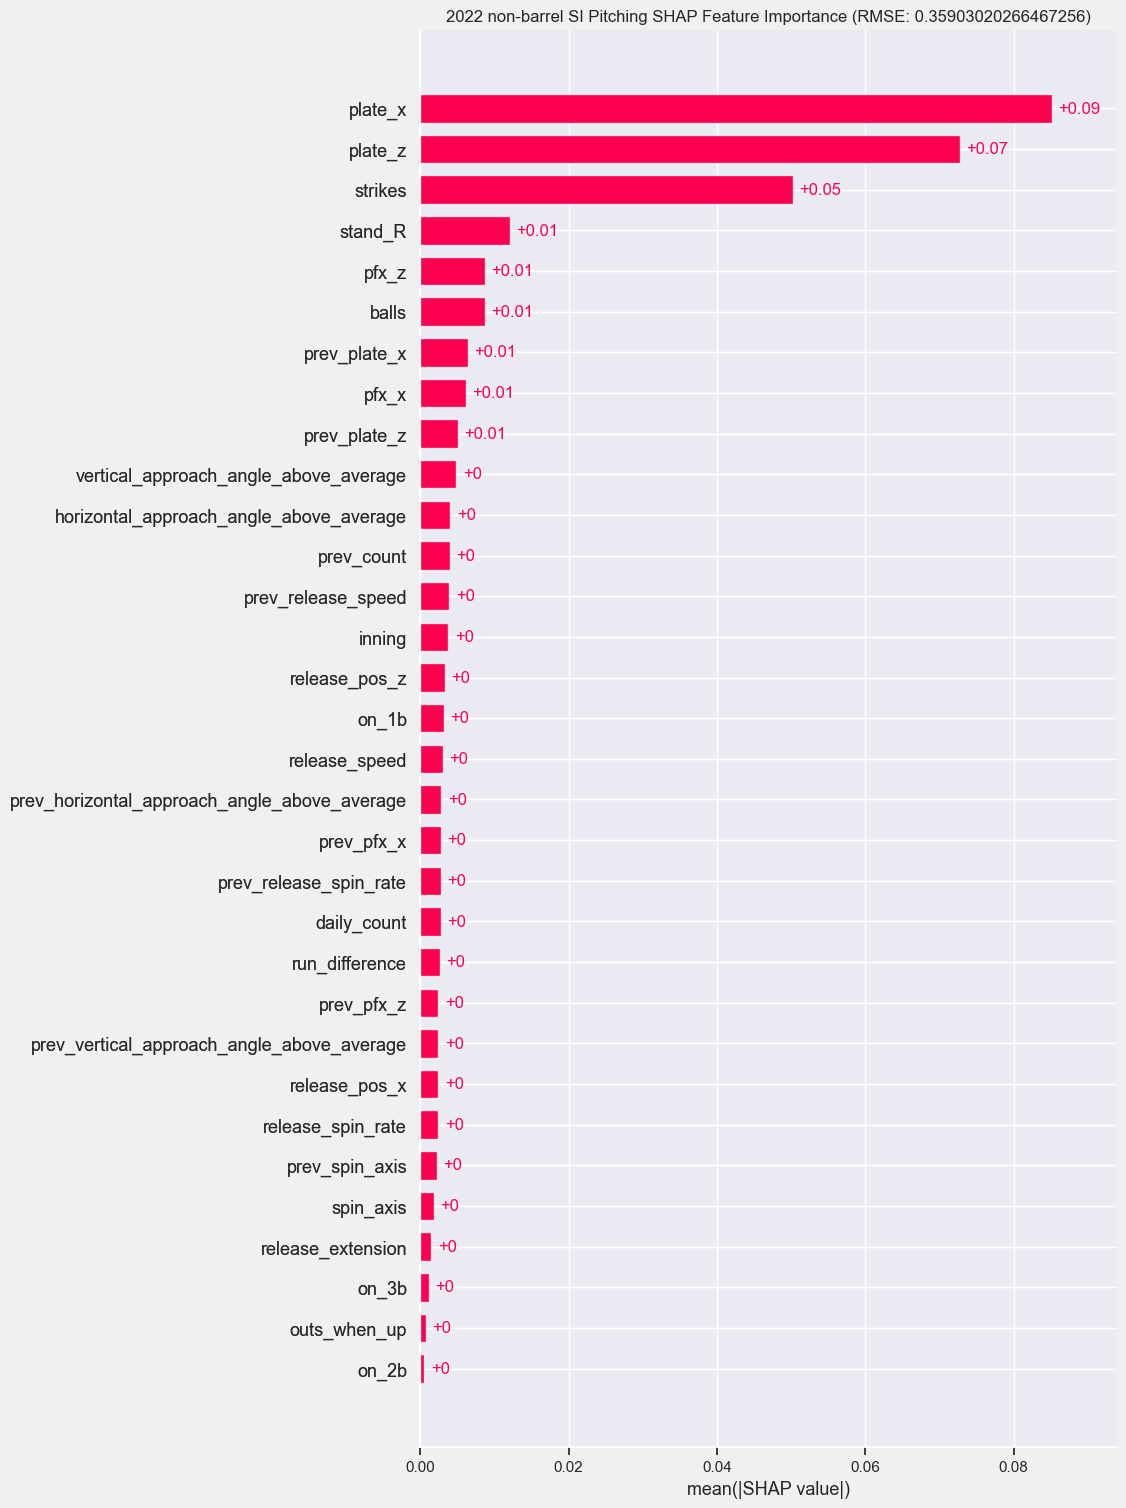 2022 non-barrel SI Pitching SHAP Feature Importance (RMSE: 0.35903020266467256)
plate_x +0.09
plate_z +0.07
strikes +0.05
stand_R +0.01
pfx_z +0.01
balls +0.01
prev_plate_x +0.01
pfx_x +0.01
prev_plate_z +0.01
vertical_approach_angle_above_average +0
horizontal_approach_angle_above_average +0
prev_count +0
prev_release_speed +0
inning +0
release_pos_z +0
on_1b +0
release_speed +0
prev_horizontal_approach_angle_above_average +0
prev_pfx_x +0
prev_release_spin_rate +0
daily_count +0
run_difference +0
prev_pfx_z +0
prev_vertical_approach_angle_above_average +0
release_pos_x +0
release_spin_rate +0
prev_spin_axis +0
spin_axis +0
release_extension +0
on_3b +0
outs_when_up +0
on_2b +0
0.00 0.02 0.04 0.06 0.08
mean(|SHAP value|)